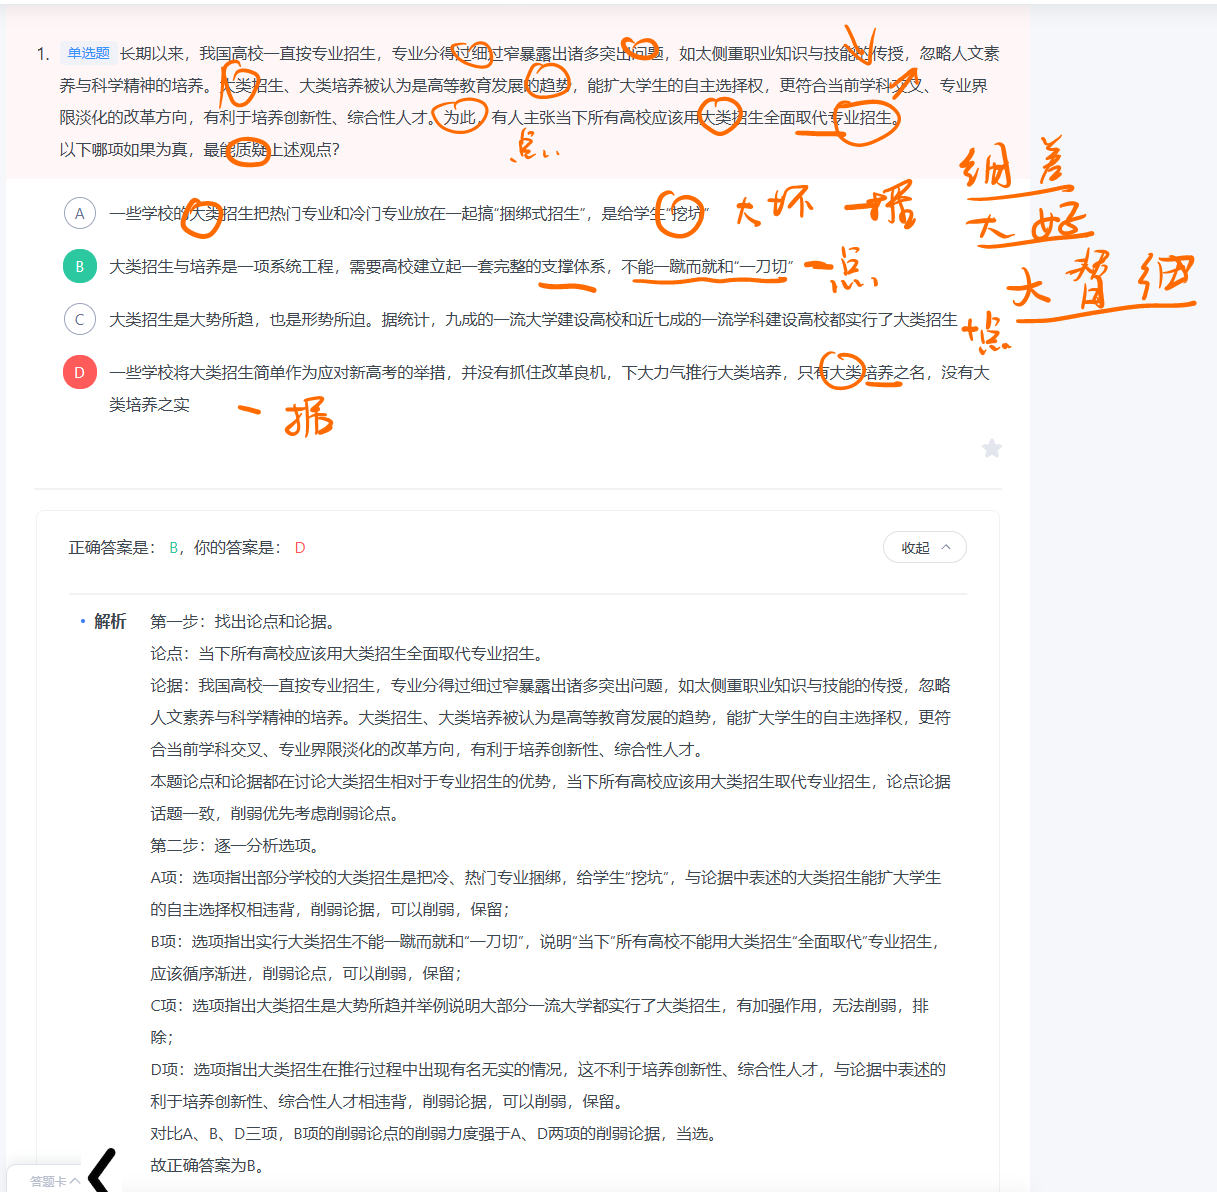 1. 单选题 长期以来，我国高校一直按专业招生，专业分得过细过窄暴露出诸多突出问题，如太侧重职业知识与技能的传授，忽略人文素
养与科学精神的培养。大类招生、大类培养被认为是高等教育发展的趋势，能扩大学生的自主选择权，更符合当前学科交叉、专业界
限淡化的改革方向，有利于培养创新性、综合性人才。为此，有人主张当下所有高校应该用大类招生全面取代专业招生。
点
以下哪项如果为真，最能质疑上述观点？
细 差
A 一些学校的大类招生把热门专业和冷门专业放在一起搞“捆绑式招生”，是给学生“挖坑”
大坏 一据
大 好
B 大类招生与培养是一项系统工程，需要高校建立起一套完整的支撑体系，不能一蹴而就和“一刀切”
一点
大 替 细
C 大类招生是大势所趋，也是形势所迫。据统计，九成的一流大学建设高校和近七成的一流学科建设高校都实行了大类招生
+点
D 一些学校将大类招生简单作为应对新高考的举措，并没有抓住改革良机，下大力气推行大类培养，只有大类培养之名，没有大
类培养之实
一 据
正确答案是： B，你的答案是： D
收起
解析 第一步：找出论点和论据。
论点：当下所有高校应该用大类招生全面取代专业招生。
论据：我国高校一直按专业招生，专业分得过细过窄暴露出诸多突出问题，如太侧重职业知识与技能的传授，忽略
人文素养与科学精神的培养。大类招生、大类培养被认为是高等教育发展的趋势，能扩大学生的自主选择权，更符
合当前学科交叉、专业界限淡化的改革方向，有利于培养创新性、综合性人才。
本题论点和论据都在讨论大类招生相对于专业招生的优势，当下所有高校应该用大类招生取代专业招生，论点论据
话题一致，削弱优先考虑削弱论点。
第二步：逐一分析选项。
A项：选项指出部分学校的大类招生是把冷、热门专业捆绑，给学生“挖坑”，与论据中表述的大类招生能扩大学生
的自主选择权相违背，削弱论据，可以削弱，保留；
B项：选项指出实行大类招生不能一蹴而就和“一刀切”，说明“当下”所有高校不能用大类招生“全面取代”专业招生，
应该循序渐进，削弱论点，可以削弱，保留；
C项：选项指出大类招生是大势所趋并举例说明大部分一流大学都实行了大类招生，有加强作用，无法削弱，排
除；
D项：选项指出大类招生在推行过程中出现有名无实的情况，这不利于培养创新性、综合性人才，与论据中表述的
利于培养创新性、综合性人才相违背，削弱论据，可以削弱，保留。
对比A、B、D三项，B项的削弱论点的削弱力度强于A、D两项的削弱论据，当选。
故正确答案为B。
答题卡